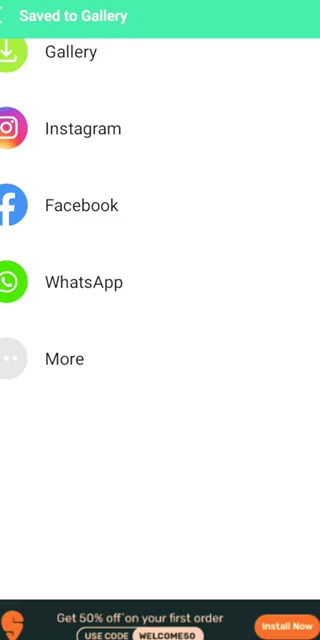 Saved to Gallery
Gallery
Instagram
Facebook
WhatsApp
More
Get 50% off* on your first order
USE CODE WELCOME50
Install Now